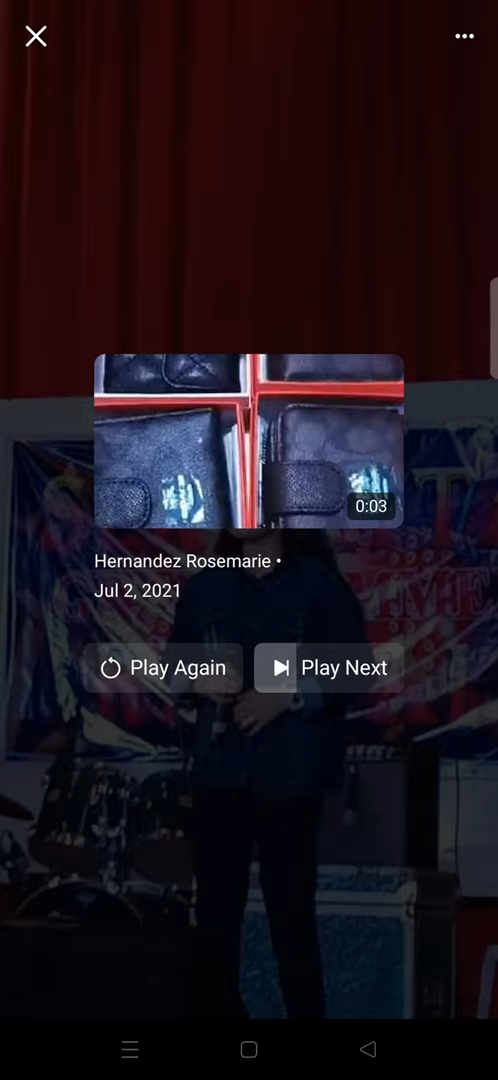 0:03
Hernandez Rosemarie •
Jul 2, 2021
Play Again
Play Next